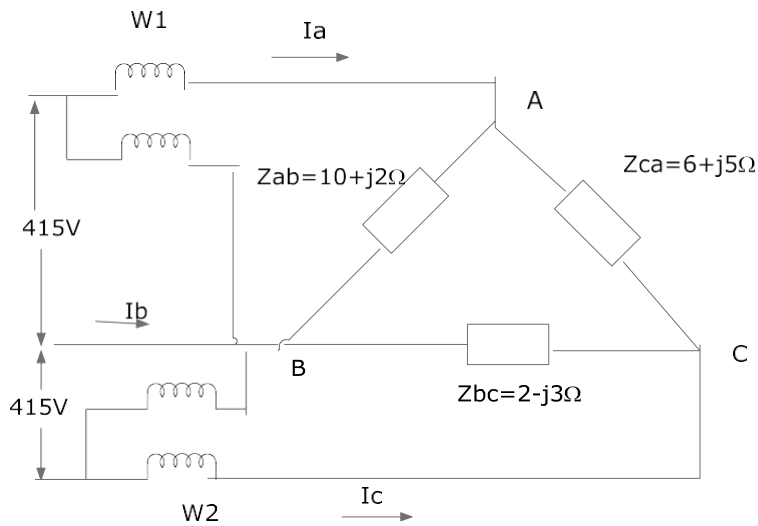 W1
Ia
A
Zab=10+j2Ω
Zca=6+j5Ω
415V
Ib
B
C
415V
Zbc=2-j3Ω
W2
Ic